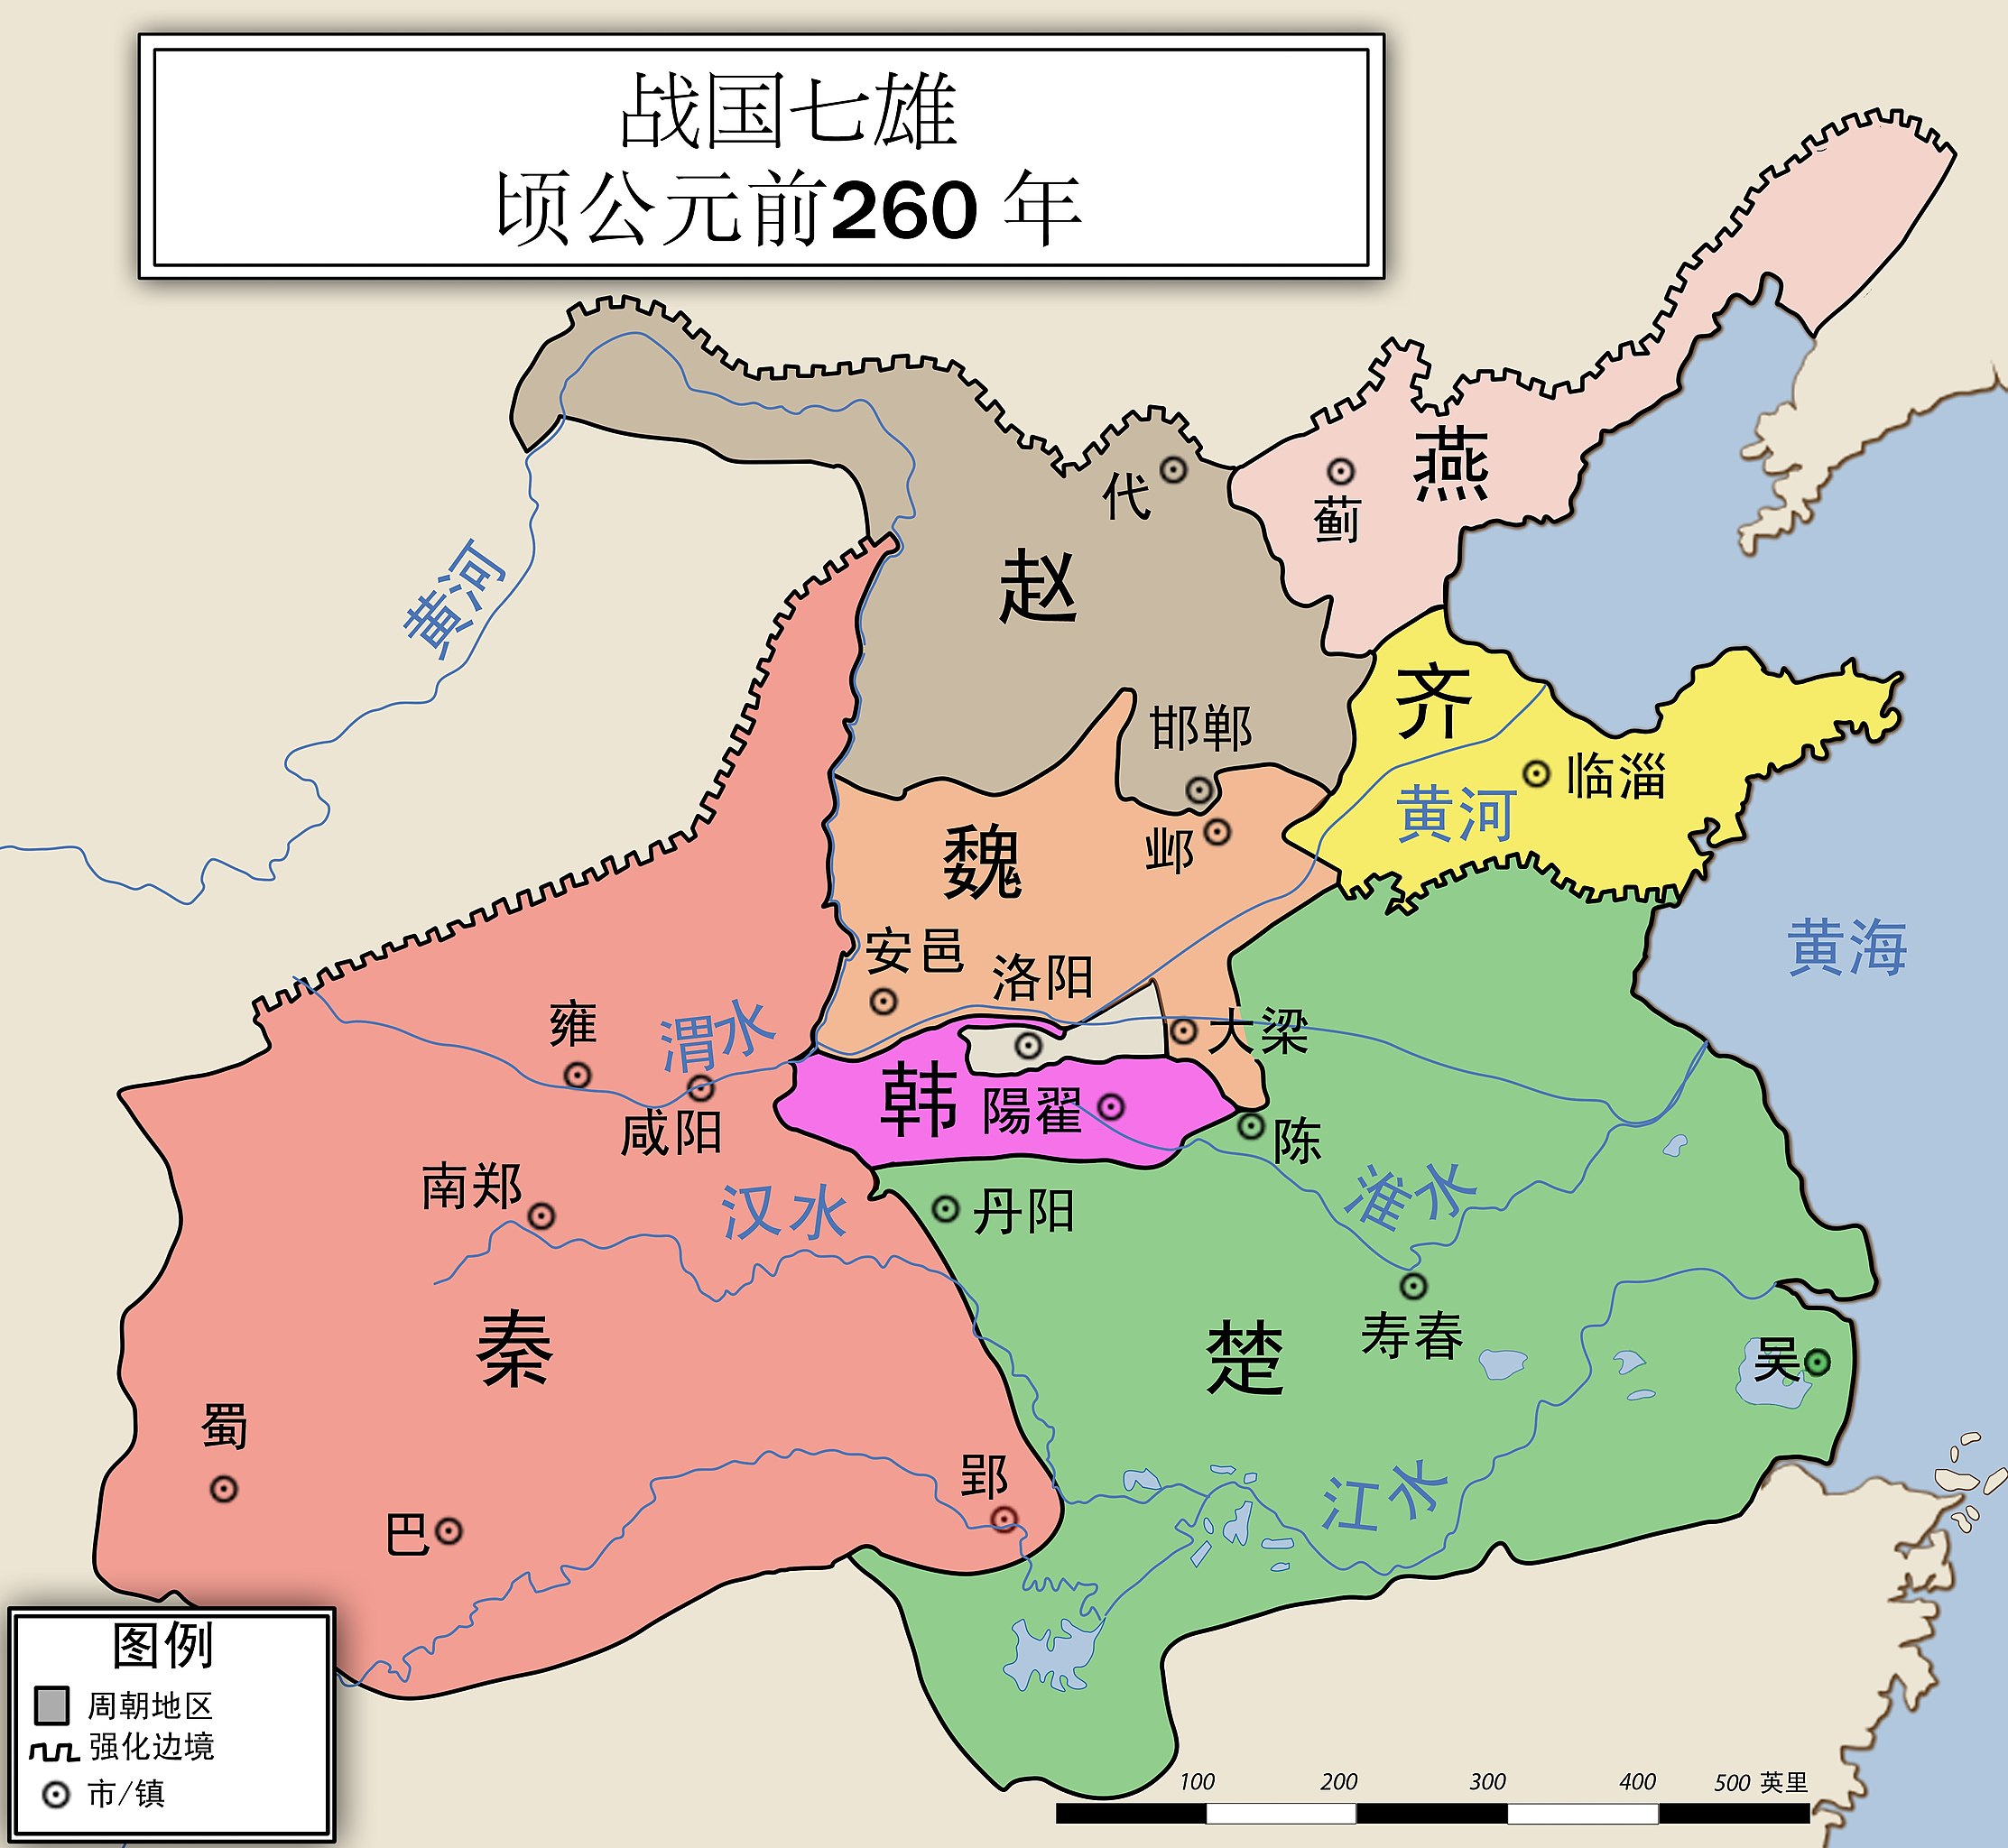 战国七雄
顷公元前260 年
燕
代
蓟
赵
黄河
齐
邯郸
临淄
黄河
邺
魏
黄海
安邑
洛阳
雍
渭水
大梁
韩
陽翟
咸阳
陈
南郑
汉水
丹阳
淮水
寿春
秦
楚
吴
蜀
郢
江水
巴
图例
周朝地区
强化边境
市/镇
100
200
300
400
500 英里